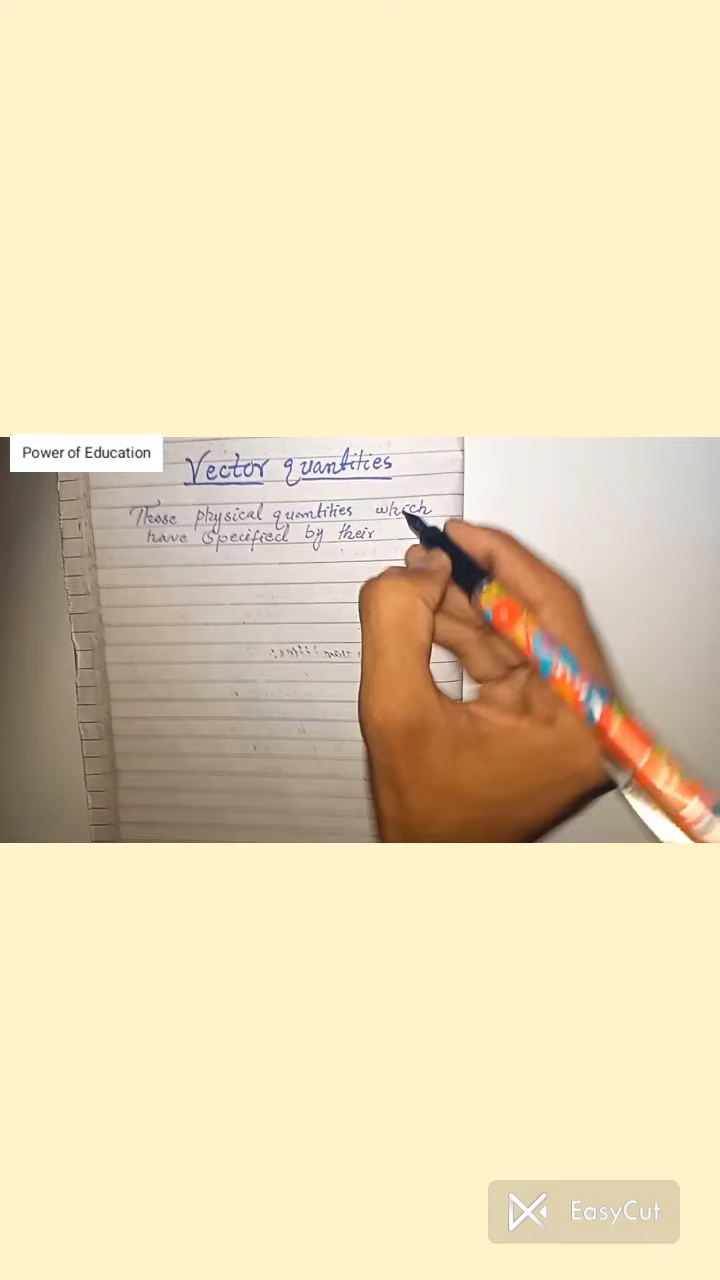 Power of Education
Vector quantities
Those physical quantities which
have specified by their
EasyCut